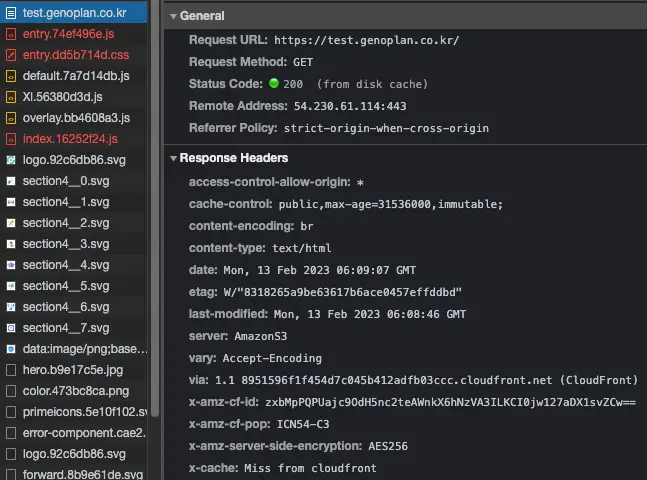 test.genoplan.co.kr
entry.74ef496e.js
entry.dd5b714d.css
default.7a7d14db.js
Xl.56380d3d.js
overlay.bb4608a3.js
index.16252f24.js
logo.92c6db86.svg
section4__0.svg
section4__1.svg
section4__2.svg
section4__3.svg
section4__4.svg
section4__5.svg
section4__6.svg
section4__7.svg
data:image/png;base…
hero.b9e17c5e.jpg
color.473bc8ca.png
primeicons.5e10f102.sv
error-component.cae2.
logo.92c6db86.svg
forward.8b9e61de.svg
General
Request URL: https://test.genoplan.co.kr/
Request Method: GET
Status Code: 200 (from disk cache)
Remote Address: 54.230.61.114:443
Referrer Policy: strict-origin-when-cross-origin
Response Headers
access-control-allow-origin: *
cache-control: public,max-age=31536000,immutable;
content-encoding: br
content-type: text/html
date: Mon, 13 Feb 2023 06:09:07 GMT
etag: W/"8318265a9be63617b6ace0457effddbd"
last-modified: Mon, 13 Feb 2023 06:08:46 GMT
server: AmazonS3
vary: Accept-Encoding
via: 1.1 8951596f1f454d7c045b412adfb03ccc.cloudfront.net (CloudFront)
x-amz-cf-id: zxbMpPQPUajc9OdH5nc2teAWnkX6hNzVA3ILKCI0jw127aDX1svZCw==
x-amz-cf-pop: ICN54-C3
x-amz-server-side-encryption: AES256
x-cache: Miss from cloudfront